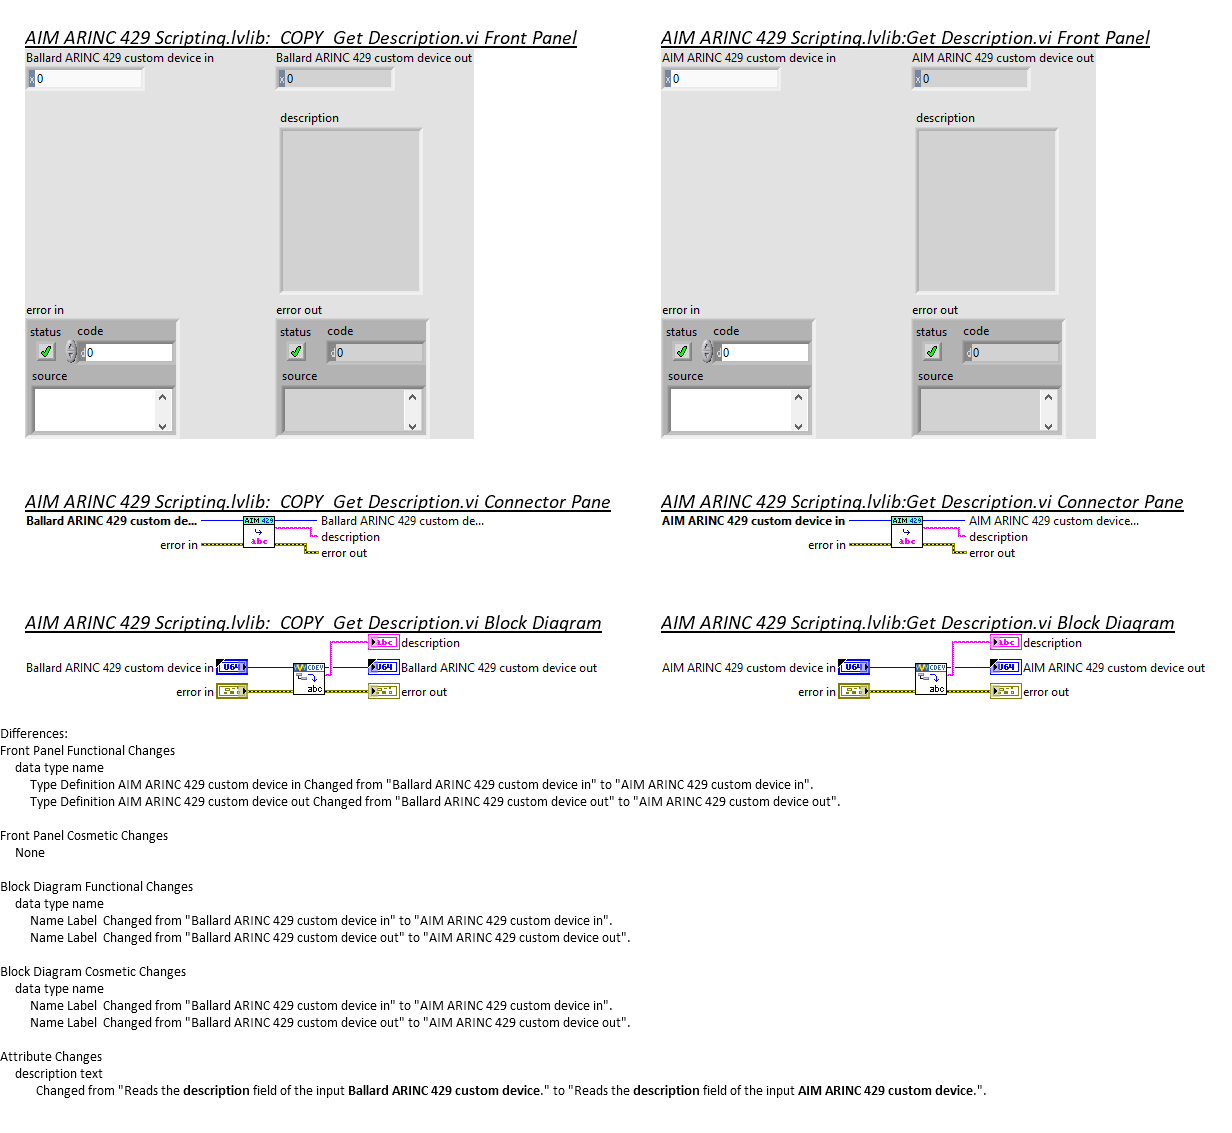 AIM ARINC 429 Scripting.lvlib:  COPY  Get Description.vi Front Panel
Ballard ARINC 429 custom device in
Ballard ARINC 429 custom device out
x 0
x 0
description
error in
error out
status
code
status
code
d 0
d 0
source
source
AIM ARINC 429 Scripting.lvlib:Get Description.vi Front Panel
AIM ARINC 429 custom device in
AIM ARINC 429 custom device out
x 0
x 0
description
error in
error out
status
code
status
code
d 0
d 0
source
source
AIM ARINC 429 Scripting.lvlib:  COPY  Get Description.vi Connector Pane
Ballard ARINC 429 custom de...
AIM 429
Ballard ARINC 429 custom de...
description
abc
error in
error out
AIM ARINC 429 Scripting.lvlib:Get Description.vi Connector Pane
AIM ARINC 429 custom device in
AIM 429
AIM ARINC 429 custom device...
description
abc
error in
error out
AIM ARINC 429 Scripting.lvlib:  COPY  Get Description.vi Block Diagram
abc
description
Ballard ARINC 429 custom device in
U64
CDEV
U64
Ballard ARINC 429 custom device out
error in
abc
error out
AIM ARINC 429 Scripting.lvlib:Get Description.vi Block Diagram
abc
description
AIM ARINC 429 custom device in
U64
CDEV
U64
AIM ARINC 429 custom device out
error in
abc
error out
Differences:
Front Panel Functional Changes
data type name
Type Definition AIM ARINC 429 custom device in Changed from "Ballard ARINC 429 custom device in" to "AIM ARINC 429 custom device in".
Type Definition AIM ARINC 429 custom device out Changed from "Ballard ARINC 429 custom device out" to "AIM ARINC 429 custom device out".
Front Panel Cosmetic Changes
None
Block Diagram Functional Changes
data type name
Name Label  Changed from "Ballard ARINC 429 custom device in" to "AIM ARINC 429 custom device in".
Name Label  Changed from "Ballard ARINC 429 custom device out" to "AIM ARINC 429 custom device out".
Block Diagram Cosmetic Changes
data type name
Name Label  Changed from "Ballard ARINC 429 custom device in" to "AIM ARINC 429 custom device in".
Name Label  Changed from "Ballard ARINC 429 custom device out" to "AIM ARINC 429 custom device out".
Attribute Changes
description text
Changed from "Reads the description field of the input Ballard ARINC 429 custom device." to "Reads the description field of the input AIM ARINC 429 custom device.".